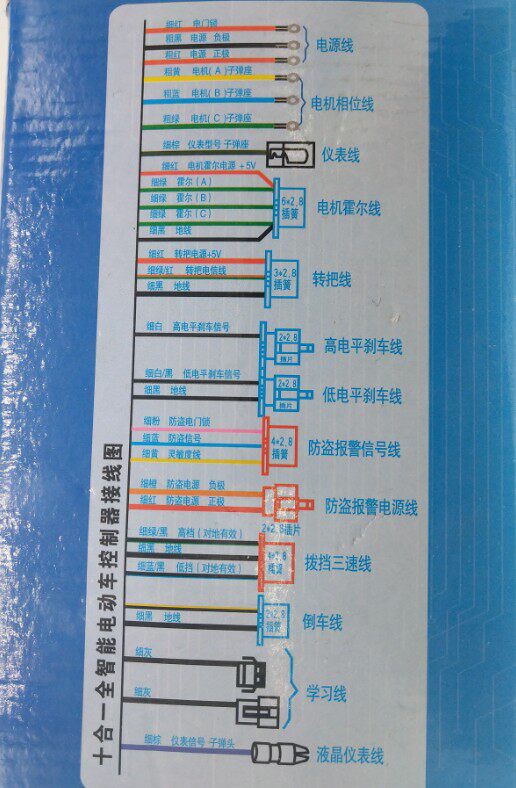 十合一全智能电动车控制器接线图
细红 电门锁
粗黑 电源 负极
粗红 电源 正极
电源线
粗黄 电机(A)子弹座
粗蓝 电机(B)子弹座
粗绿 电机(C)子弹座
电机相位线
细棕 仪表型号 子弹座
仪表线
细红 电机霍尔电源 +5V
细绿 霍尔(A)
细绿 霍尔(B)
细绿 霍尔(C)
细黑 地线
6*2.8
插簧
电机霍尔线
细红 转把电源+5V
细绿/红 转把电信线
细黑 地线
3*2.8
插簧
转把线
细白 高电平刹车信号
2*2.8
插片
高电平刹车线
细白/黑 低电平刹车信号
细黑 地线
2*2.8
插片
低电平刹车线
细粉 防盗电门锁
细蓝 防盗信号
细黄 灵敏度线
4*2.8
插簧
防盗报警信号线
细橙 防盗电源 负极
细红 防盗电源 正极
2*2.8插片
防盗报警电源线
细绿/黑 高档(对地有效)
细黑 地线
细蓝/黑 低挡(对地有效)
4*2.8
插簧
拨挡三速线
细黑 地线
2*2.8
插簧
倒车线
细灰
细灰
学习线
细棕 仪表信号 子弹头
液晶仪表线